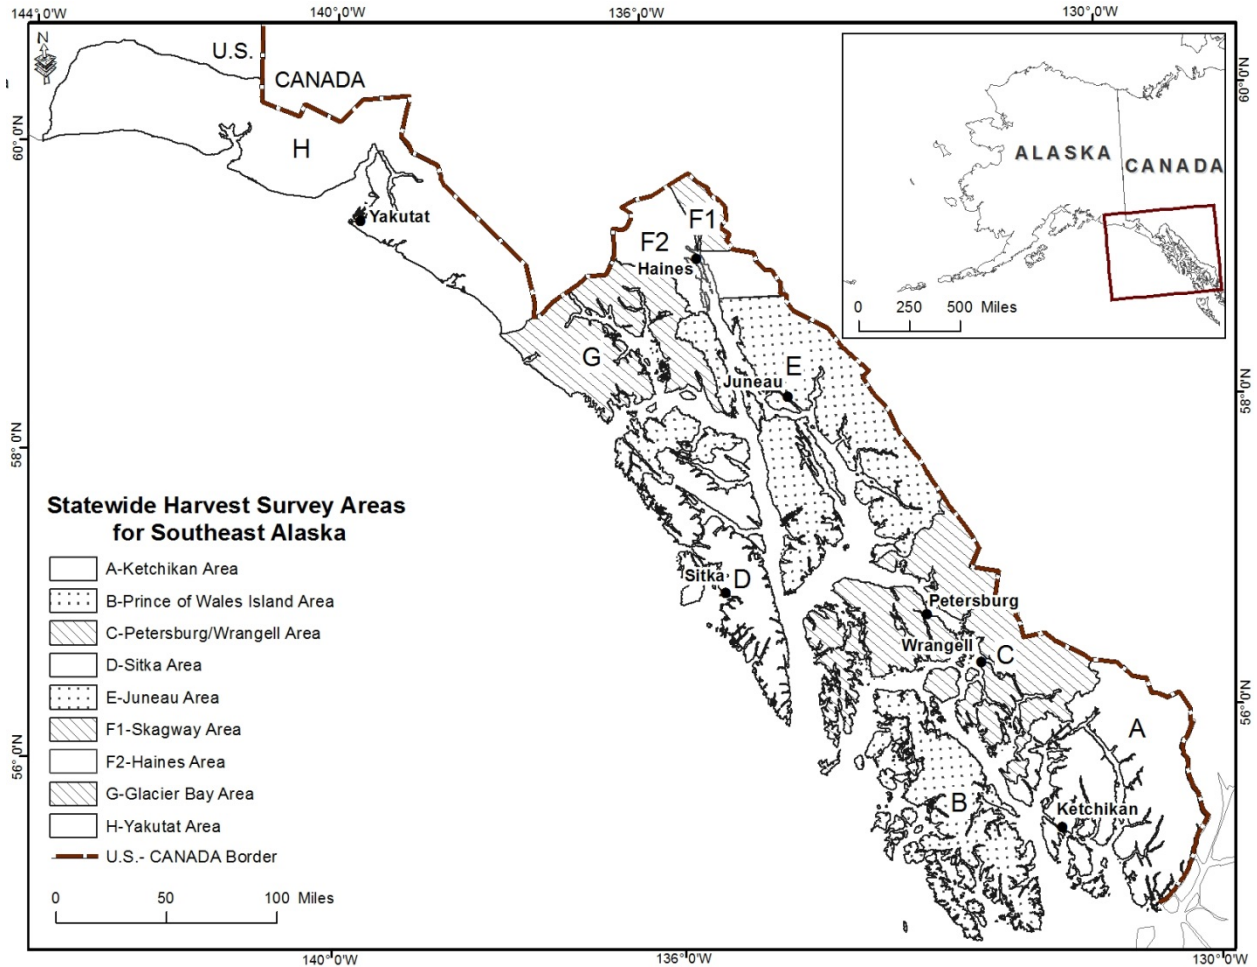 144°0'W
140°0'W
136°0'W
130°0'W
N
U.S.
CANADA
60°0'N
60°0'N
H
Yakutat
F1
F2
Haines
ALASKA
CANADA
0 250 500 Miles
G
E
Juneau
58°0'N
58°0'N
Statewide Harvest Survey Areas
for Southeast Alaska
A-Ketchikan Area
B-Prince of Wales Island Area
C-Petersburg/Wrangell Area
D-Sitka Area
E-Juneau Area
F1-Skagway Area
F2-Haines Area
G-Glacier Bay Area
H-Yakutat Area
U.S.- CANADA Border
0 50 100 Miles
Sitka
D
Petersburg
Wrangell
C
A
56°0'N
56°0'N
B
Ketchikan
140°0'W
136°0'W
130°0'W